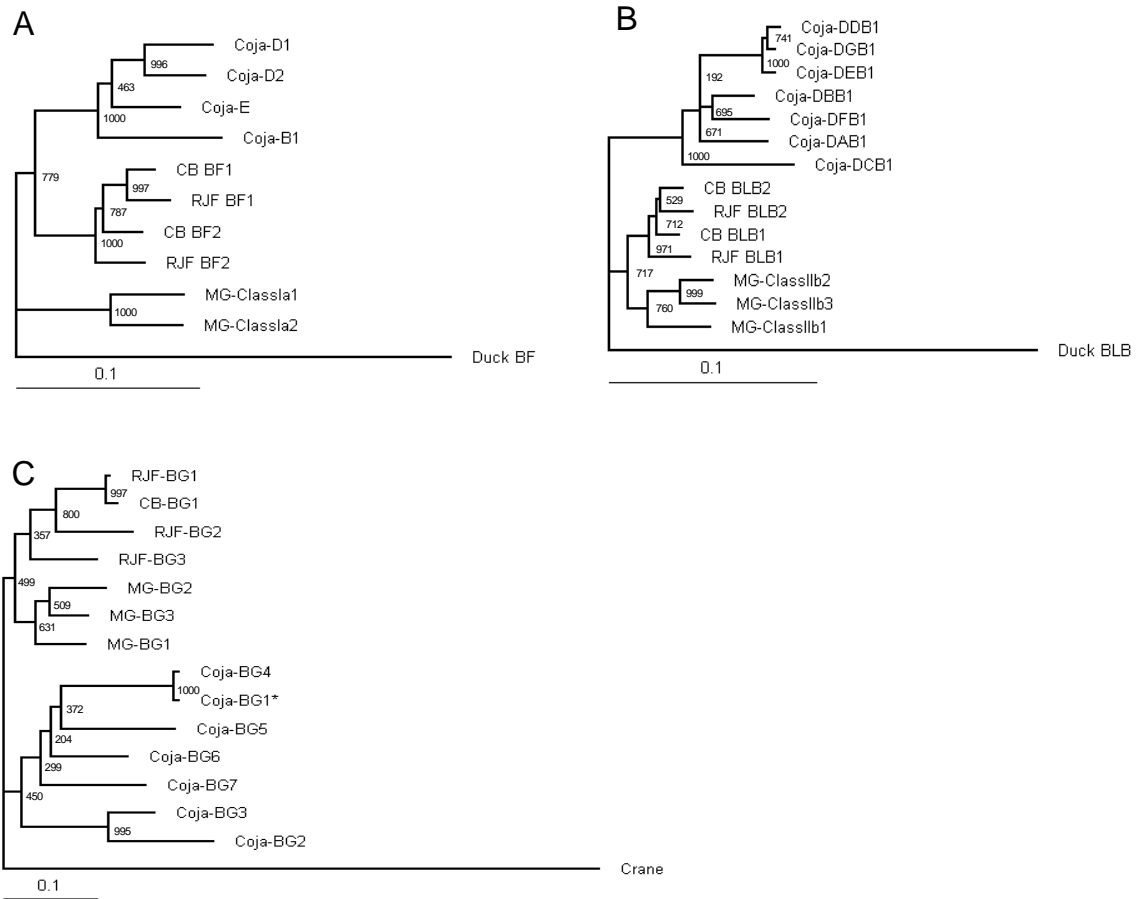 A
Coja-D1
996
Coja-D2
463
Coja-E
1000
Coja-B1
CB BF1
779
997
RJF BF1
787
CB BF2
1000
RJF BF2
MG-ClassIa1
1000
MG-ClassIa2
Duck BF
0.1
B
Coja-DDB1
741
Coja-DGB1
1000
Coja-DEB1
192
Coja-DBB1
695
Coja-DFB1
671
Coja-DAB1
1000
Coja-DCB1
CB BLB2
529
RJF BLB2
712
CB BLB1
971
RJF BLB1
717
MG-ClassIIb2
999
MG-ClassIIb3
760
MG-ClassIIb1
Duck BLB
0.1
C
RJF-BG1
997
CB-BG1
800
RJF-BG2
357
RJF-BG3
499
MG-BG2
509
MG-BG3
631
MG-BG1
Coja-BG4
1000
Coja-BG1*
372
Coja-BG5
204
Coja-BG6
299
Coja-BG7
450
Coja-BG3
995
Coja-BG2
Crane
0.1